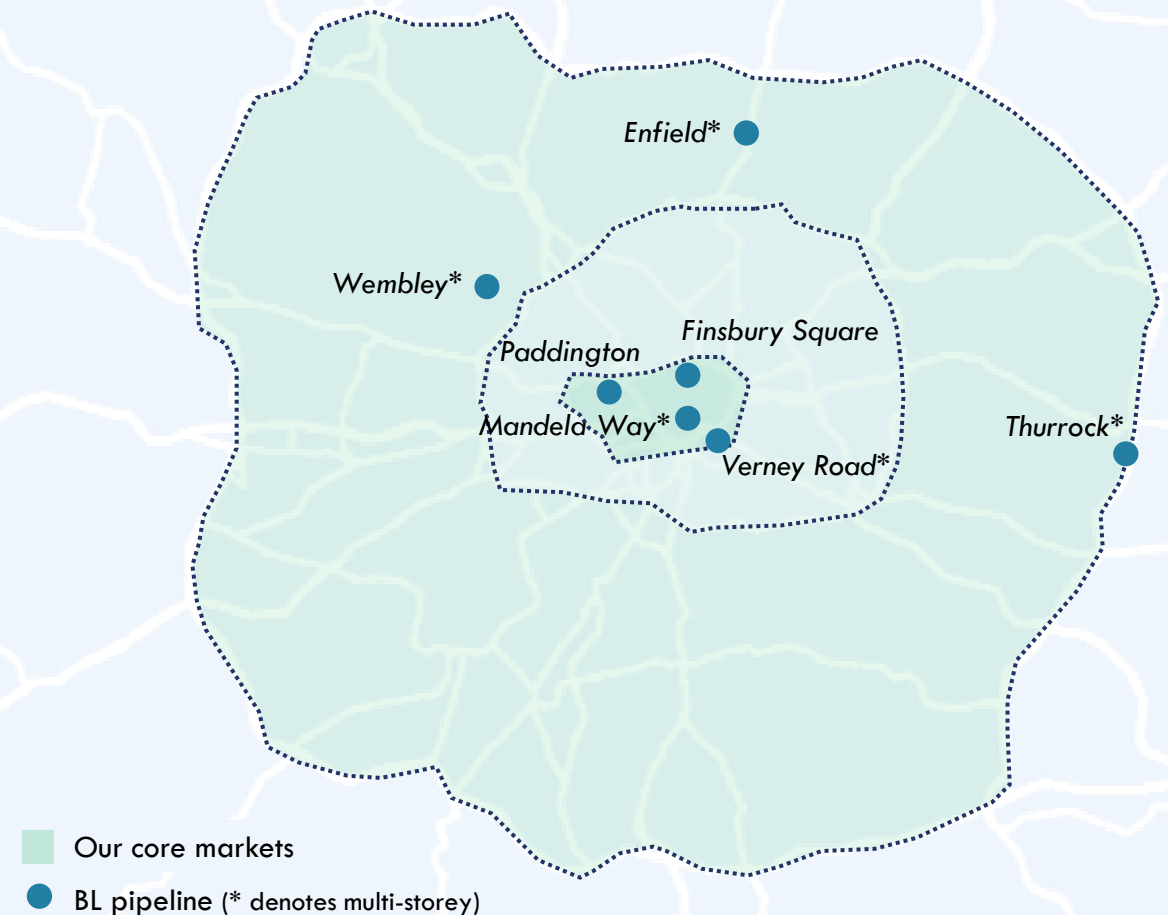 Enfield*
Wembley*
Finsbury Square
Paddington
Mandela Way*
Thurrock*
Verney Road*
Our core markets
BL pipeline (* denotes multi-storey)